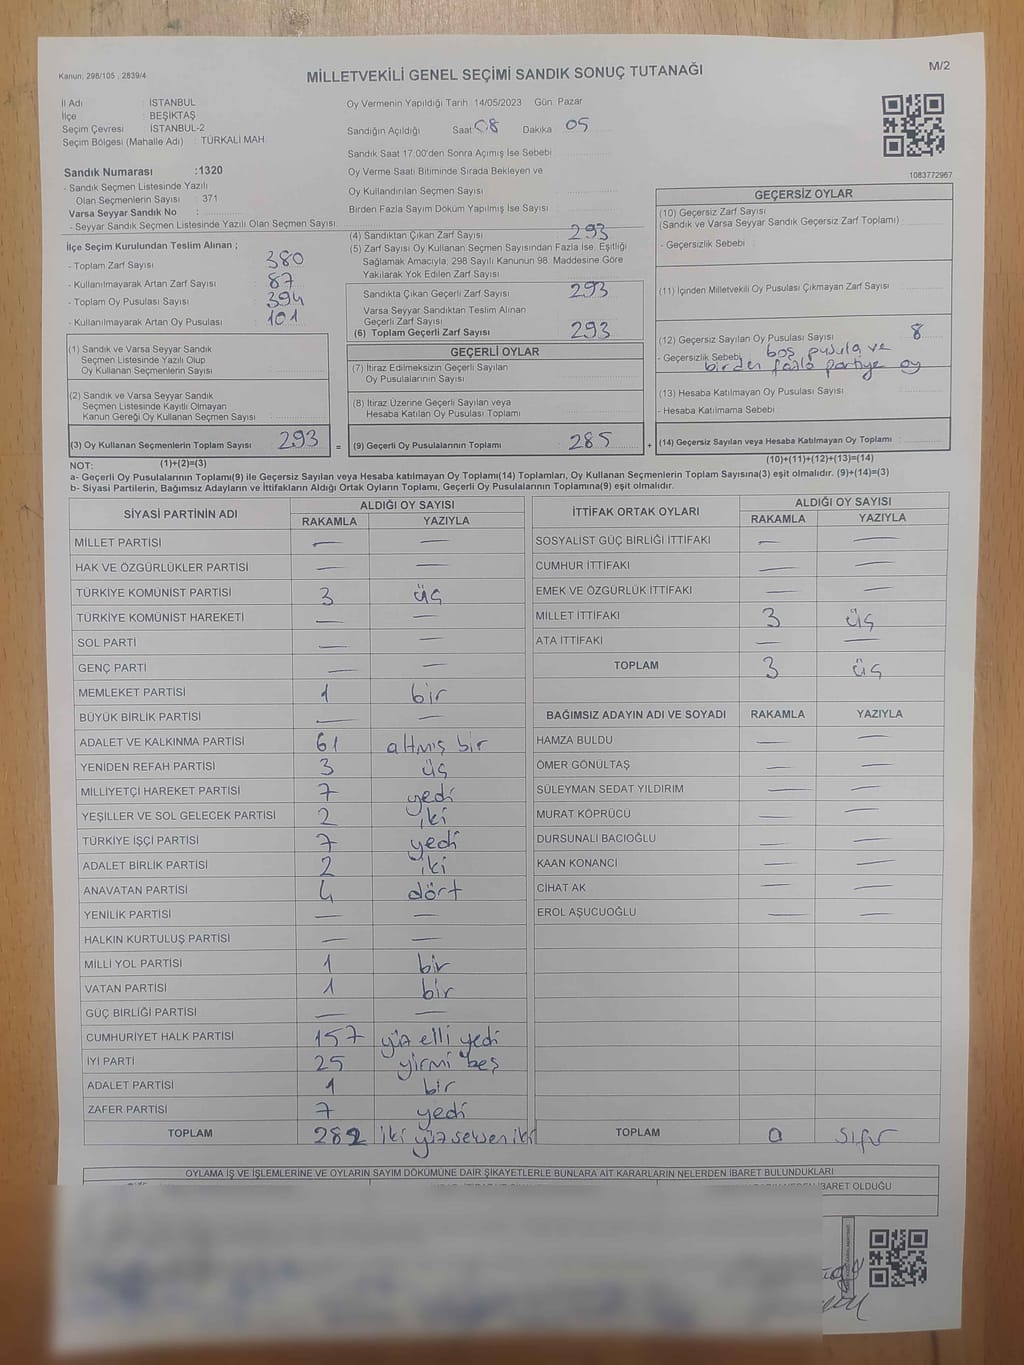 Kanun, 298/105 , 2839/4
MİLLETVEKİLİ GENEL SEÇİMİ SANDIK SONUÇ TUTANAĞI
M/2
İl Adı : İSTANBUL
İlçe : BEŞİKTAŞ
Seçim Çevresi : İSTANBUL-2
Seçim Bölgesi (Mahalle Adı) : TÜRKALİ MAH
Sandık Numarası :1320
- Sandık Seçmen Listesinde Yazılı
Olan Seçmenlerin Sayısı : 371
Varsa Seyyar Sandık No :
- Seyyar Sandık Seçmen Listesinde Yazılı Olan Seçmen Sayısı
Oy Vermenin Yapıldığı Tarih 14/05/2023 Gün Pazar
Sandığın Açıldığı Saat 08 Dakika 05
Sandık Saat 17:00'den Sonra Açımış İse Sebebi
Oy Verme Saati Bitiminde Sırada Bekleyen ve
Oy Kullandırılan Seçmen Sayısı
Birden Fazla Sayım Döküm Yapılmış İse Sayısı
1083772967
İlçe Seçim Kurulundan Teslim Alınan ;
- Toplam Zarf Sayısı 380
- Kullanılmayarak Artan Zarf Sayısı : 87
- Toplam Oy Pusulası Sayısı : 394
- Kullanılmayarak Artan Oy Pusulası : 101
(4) Sandıktan Çıkan Zarf Sayısı 293
(5) Zarf Sayısı Oy Kullanan Seçmen Sayısından Fazla İse, Eşitliği
Sağlamak Amacıyla, 298 Sayılı Kanunun 98. Maddesine Göre
Yakılarak Yok Edilen Zarf Sayısı
Sandıkta Çıkan Geçerli Zarf Sayısı 293
Varsa Seyyar Sandıktan Teslim Alınan
Geçerli Zarf Sayısı
(6) Toplam Geçerli Zarf Sayısı 293
GEÇERSİZ OYLAR
(10) Geçersiz Zarf Sayısı
(Sandık ve Varsa Seyyar Sandık Geçersiz Zarf Toplamı)
- Geçersizlik Sebebi :
(11) İçinden Milletvekili Oy Pusulası Çıkmayan Zarf Sayısı
(12) Geçersiz Sayılan Oy Pusulası Sayısı 8
- Geçersizlik Sebebi boş pusula ve
birden fazla partiye oy
(13) Hesaba Katılmayan Oy Pusulası Sayısı
- Hesaba Katılmama Sebebi
(14) Geçersiz Sayılan veya Hesaba Katılmayan Oy Toplamı
(10)+(11)+(12)+(13)=(14)
(1) Sandık ve Varsa Seyyar Sandık
Seçmen Listesinde Yazılı Olup
Oy Kullanan Seçmenlerin Sayısı
(2) Sandık ve Varsa Seyyar Sandık
Seçmen Listesinde Kayıtlı Olmayan
Kanun Gereği Oy Kullanan Seçmen Sayısı
(3) Oy Kullanan Seçmenlerin Toplam Sayısı 293 =
(1)+(2)=(3)
GEÇERLİ OYLAR
(7) İtiraz Edilmeksizin Geçerli Sayılan
Oy Pusulalarının Sayısı
(8) İtiraz Üzerine Geçerli Sayılan veya
Hesaba Katılan Oy Pusulası Toplamı
(9) Geçerli Oy Pusulalarının Toplamı 285 +
NOT:
a- Geçerli Oy Pusulalarının Toplamı(9) ile Geçersiz Sayılan veya Hesaba katılmayan Oy Toplamı(14) Toplamları, Oy Kullanan Seçmenlerin Toplam Sayısına(3) eşit olmalıdır. (9)+(14)=(3)
b- Siyasi Partilerin, Bağımsız Adayların ve İttifakların Aldığı Ortak Oyların Toplamı, Geçerli Oy Pusulalarının Toplamına(9) eşit olmalıdır.
SİYASİ PARTİNİN ADI ALDIĞI OY SAYISI
RAKAMLA YAZIYLA
MİLLET PARTİSİ — —
HAK VE ÖZGÜRLÜKLER PARTİSİ — —
TÜRKİYE KOMÜNİST PARTİSİ 3 üç
TÜRKİYE KOMÜNİST HAREKETİ — —
SOL PARTİ — —
GENÇ PARTİ — —
MEMLEKET PARTİSİ 1 bir
BÜYÜK BİRLİK PARTİSİ — —
ADALET VE KALKINMA PARTİSİ 61 altmış bir
YENİDEN REFAH PARTİSİ 3 üç
MİLLİYETÇİ HAREKET PARTİSİ 7 yedi
YEŞİLLER VE SOL GELECEK PARTİSİ 2 iki
TÜRKİYE İŞÇİ PARTİSİ 7 yedi
ADALET BİRLİK PARTİSİ 2 iki
ANAVATAN PARTİSİ 4 dört
YENİLİK PARTİSİ — —
HALKIN KURTULUŞ PARTİSİ — —
MİLLİ YOL PARTİSİ 1 bir
VATAN PARTİSİ 1 bir
GÜÇ BİRLİĞİ PARTİSİ — —
CUMHURİYET HALK PARTİSİ 157 yüz elli yedi
İYİ PARTİ 25 yirmi beş
ADALET PARTİSİ 1 bir
ZAFER PARTİSİ 7 yedi
TOPLAM 282 iki yüz seksen iki
İTTİFAK ORTAK OYLARI ALDIĞI OY SAYISI
RAKAMLA YAZIYLA
SOSYALİST GÜÇ BİRLİĞİ İTTİFAKI — —
CUMHUR İTTİFAKI — —
EMEK VE ÖZGÜRLÜK İTTİFAKI — —
MİLLET İTTİFAKI 3 üç
ATA İTTİFAKI — —
TOPLAM 3 üç
BAĞIMSIZ ADAYIN ADI VE SOYADI RAKAMLA YAZIYLA
HAMZA BULDU — —
ÖMER GÖNÜLTAŞ — —
SÜLEYMAN SEDAT YILDIRIM — —
MURAT KÖPRÜCÜ — —
DURSUNALİ BACIOĞLU — —
KAAN KONANCİ — —
CİHAT AK — —
EROL AŞUCUOĞLU — —
TOPLAM 0 sıfır
OYLAMA İŞ VE İŞLEMLERİNE VE OYLARIN SAYIM DÖKÜMÜNE DAİR ŞİKAYETLERLE BUNLARA AİT KARARLARIN NELERDEN İBARET BULUNDUKLARI
İBARET OLDUĞU